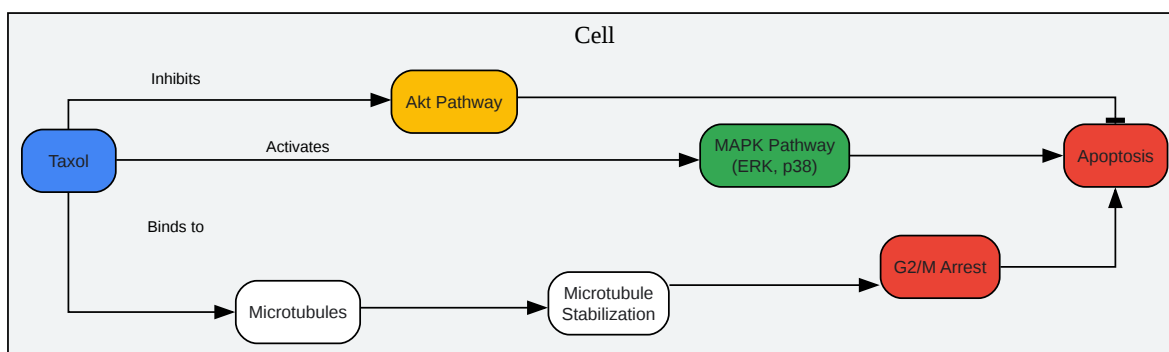 Cell
Inhibits
Akt Pathway
Taxol
Activates
MAPK Pathway
(ERK, p38)
Apoptosis
Binds to
G2/M Arrest
Microtubules
Microtubule
Stabilization